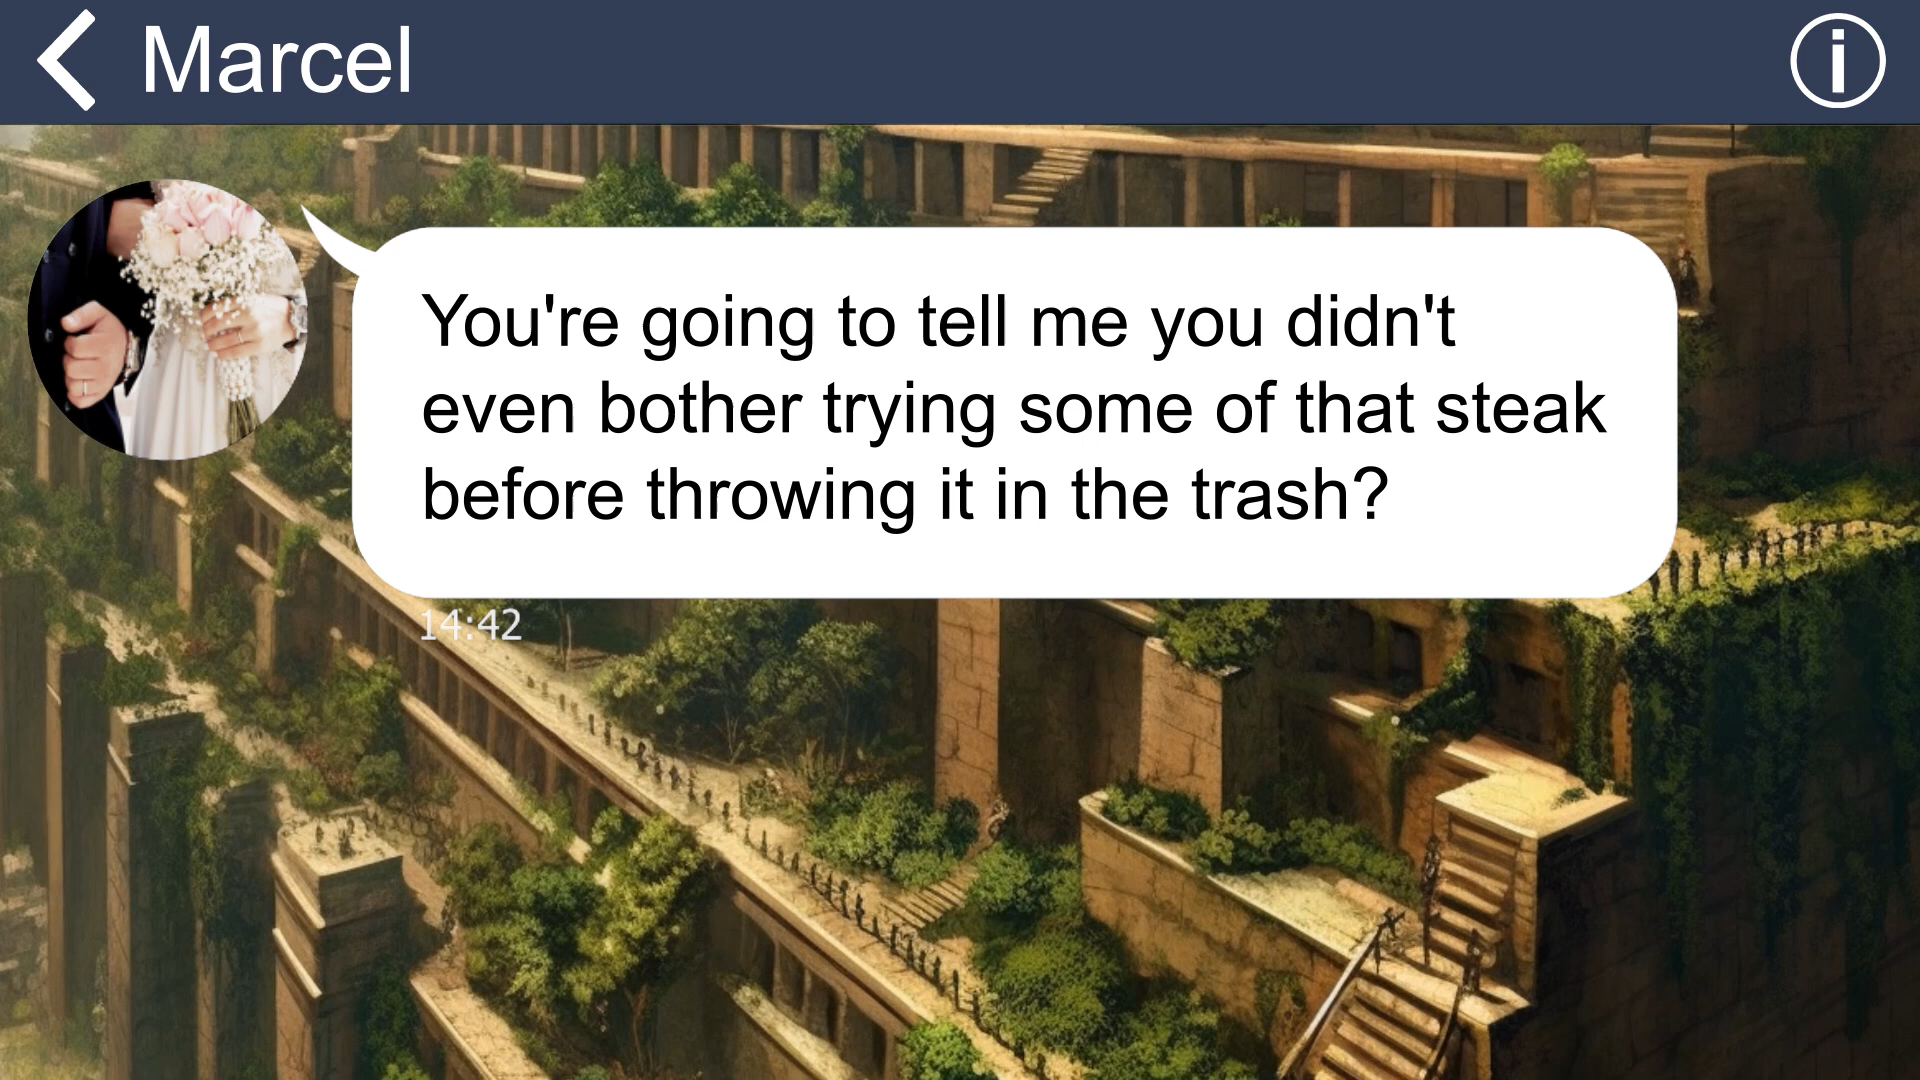 Marcel
You're going to tell me you didn't
even bother trying some of that steak
before throwing it in the trash?
14:42